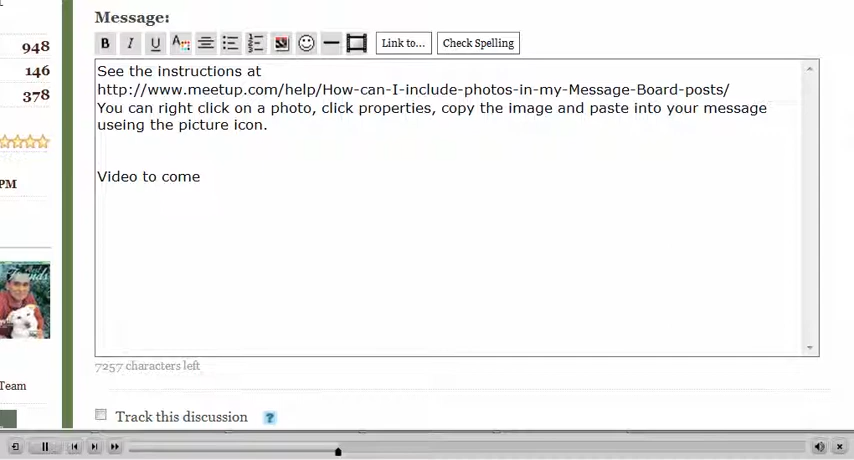 Message:
B I U Link to... Check Spelling
948
146
378
See the instructions at
http://www.meetup.com/help/How-can-I-include-photos-in-my-Message-Board-posts/
You can right click on a photo, click properties, copy the image and paste into your message
useing the picture icon.
Video to come
PM
7257 characters left
Team
Track this discussion ?